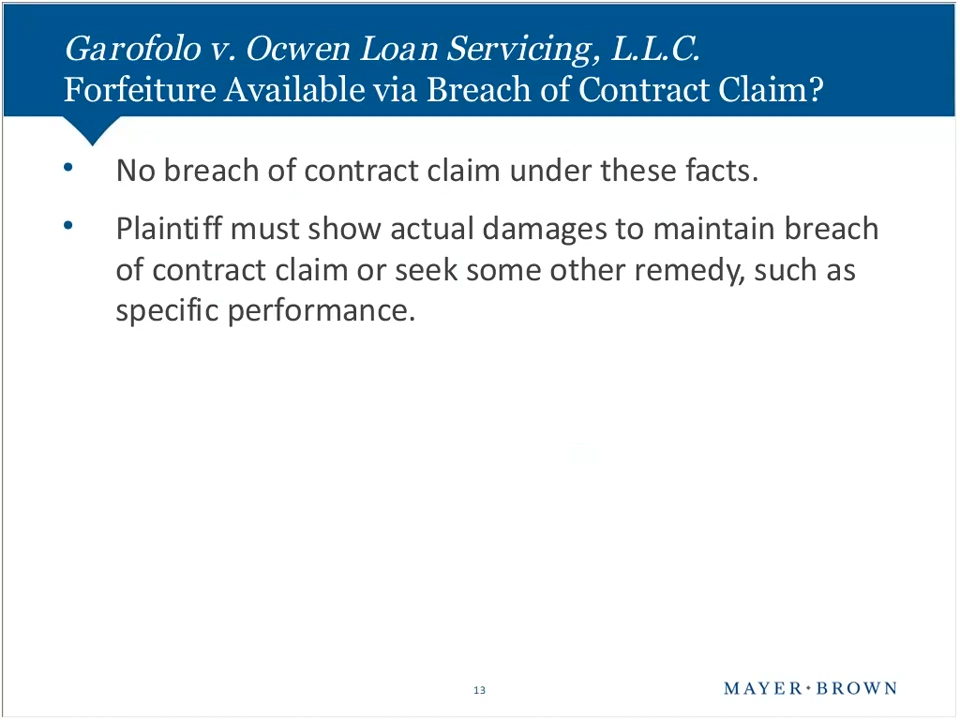 Garofolo v. Ocwen Loan Servicing, L.L.C.
Forfeiture Available via Breach of Contract Claim?
• No breach of contract claim under these facts.
• Plaintiff must show actual damages to maintain breach
of contract claim or seek some other remedy, such as
specific performance.
13
MAYER•BROWN